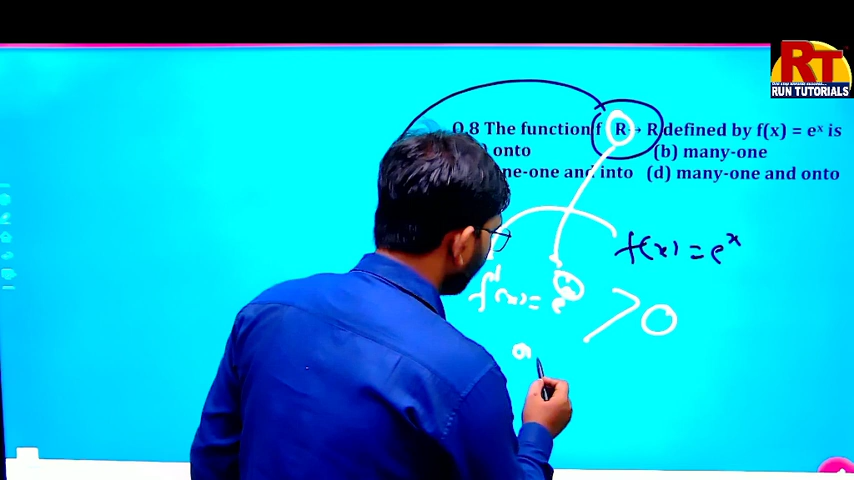 RT
RUN TUTORIALS
Q.8 The function f R → R defined by f(x) = eˣ is
onto (b) many-one
ne-one and into (d) many-one and onto
f(x) = eˣ
f'(x) = eˣ > 0